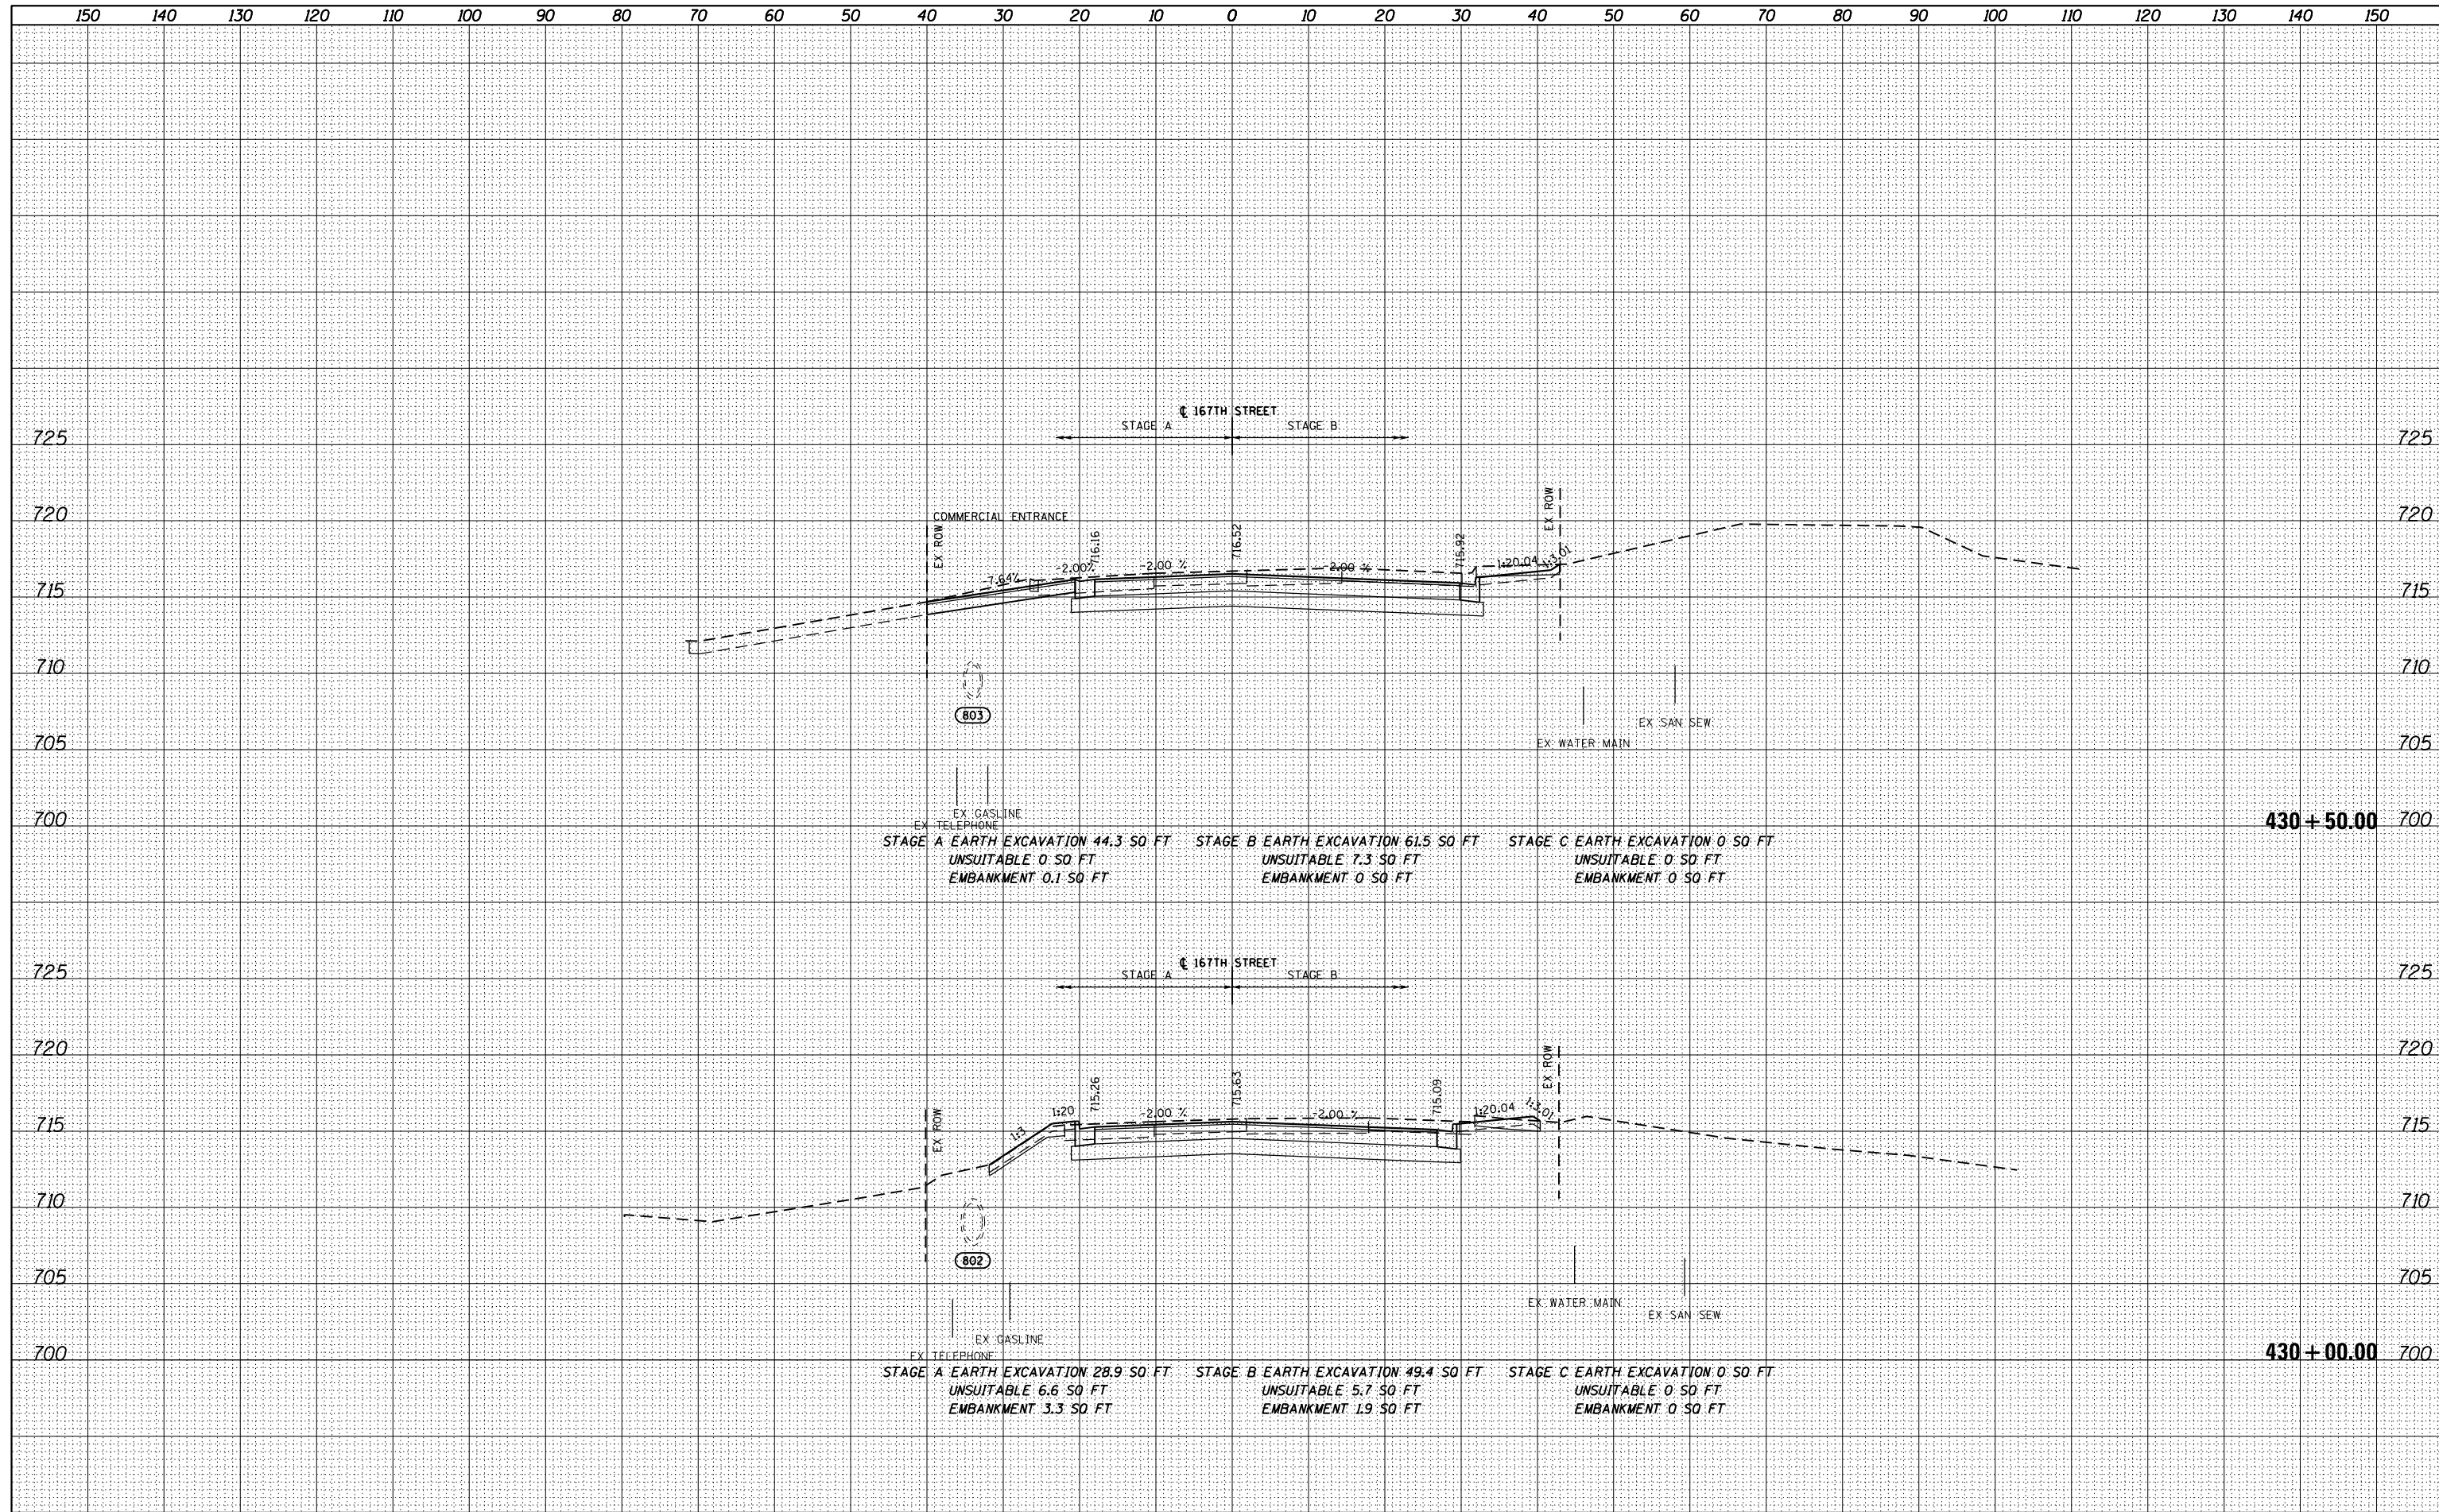 150 140 130 120 110 100 90 80 70 60 50 40 30 20 10 0 10 20 30 40 50 60 70 80 90 100 110 120 130 140 150
℄ 167TH STREET
STAGE A STAGE B
725 725
EX ROW
720 COMMERCIAL ENTRANCE 720
EX ROW
716.16
716.52
715.92
-7.64% -2.00% -2.00 % -2.00 % 1:20.04 1:3.01
715 715
710 710
803
EX SAN SEW
705 EX WATER MAIN 705
EX GASLINE
EX TELEPHONE
700 430+50.00 700
STAGE A EARTH EXCAVATION 44.3 SQ FT STAGE B EARTH EXCAVATION 61.5 SQ FT STAGE C EARTH EXCAVATION 0 SQ FT
UNSUITABLE 0 SQ FT UNSUITABLE 7.3 SQ FT UNSUITABLE 0 SQ FT
EMBANKMENT 0.1 SQ FT EMBANKMENT 0 SQ FT EMBANKMENT 0 SQ FT
℄ 167TH STREET
STAGE A STAGE B
725 725
720 720
EX ROW
715.26
715.63
715.09
EX ROW
1:3 1:20 -2.00 % -2.00 % 1:20.04 1:3.01
715 715
710 710
802
705 705
EX WATER MAIN
EX SAN SEW
EX GASLINE
EX TELEPHONE
700 430+00.00 700
STAGE A EARTH EXCAVATION 28.9 SQ FT STAGE B EARTH EXCAVATION 49.4 SQ FT STAGE C EARTH EXCAVATION 0 SQ FT
UNSUITABLE 6.6 SQ FT UNSUITABLE 5.7 SQ FT UNSUITABLE 0 SQ FT
EMBANKMENT 3.3 SQ FT EMBANKMENT 1.9 SQ FT EMBANKMENT 0 SQ FT